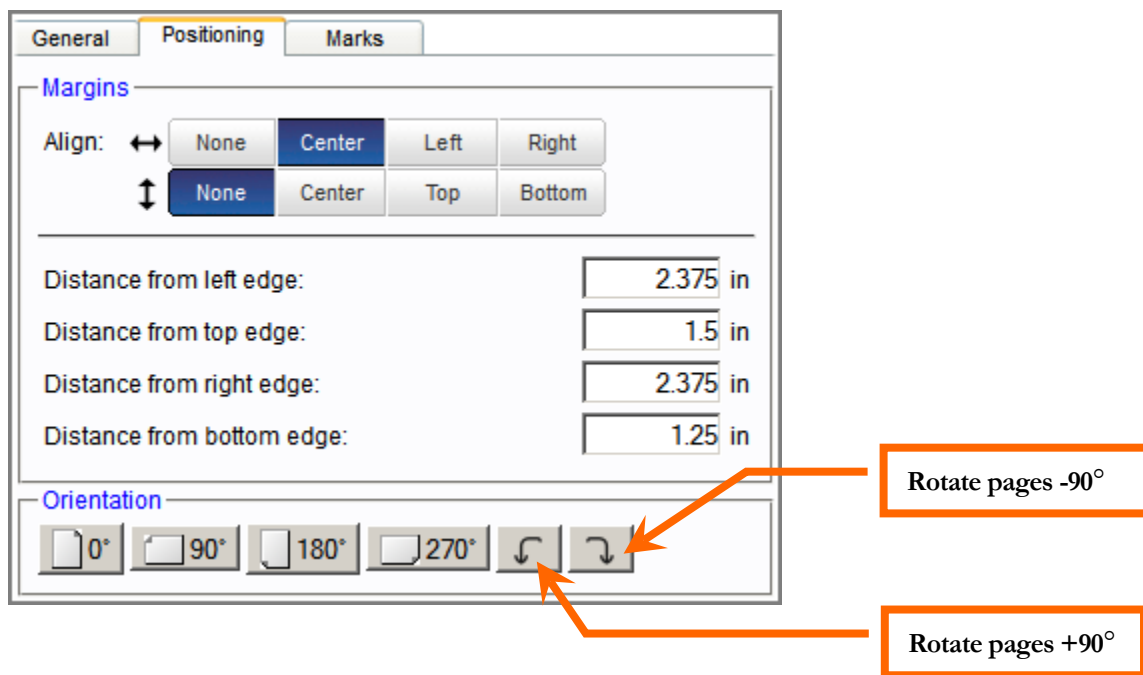 General Positioning Marks
Margins
Align: None Center Left Right
None Center Top Bottom
Distance from left edge: 2.375 in
Distance from top edge: 1.5 in
Distance from right edge: 2.375 in
Distance from bottom edge: 1.25 in
Rotate pages -90°
Orientation
0° 90° 180° 270°
Rotate pages +90°